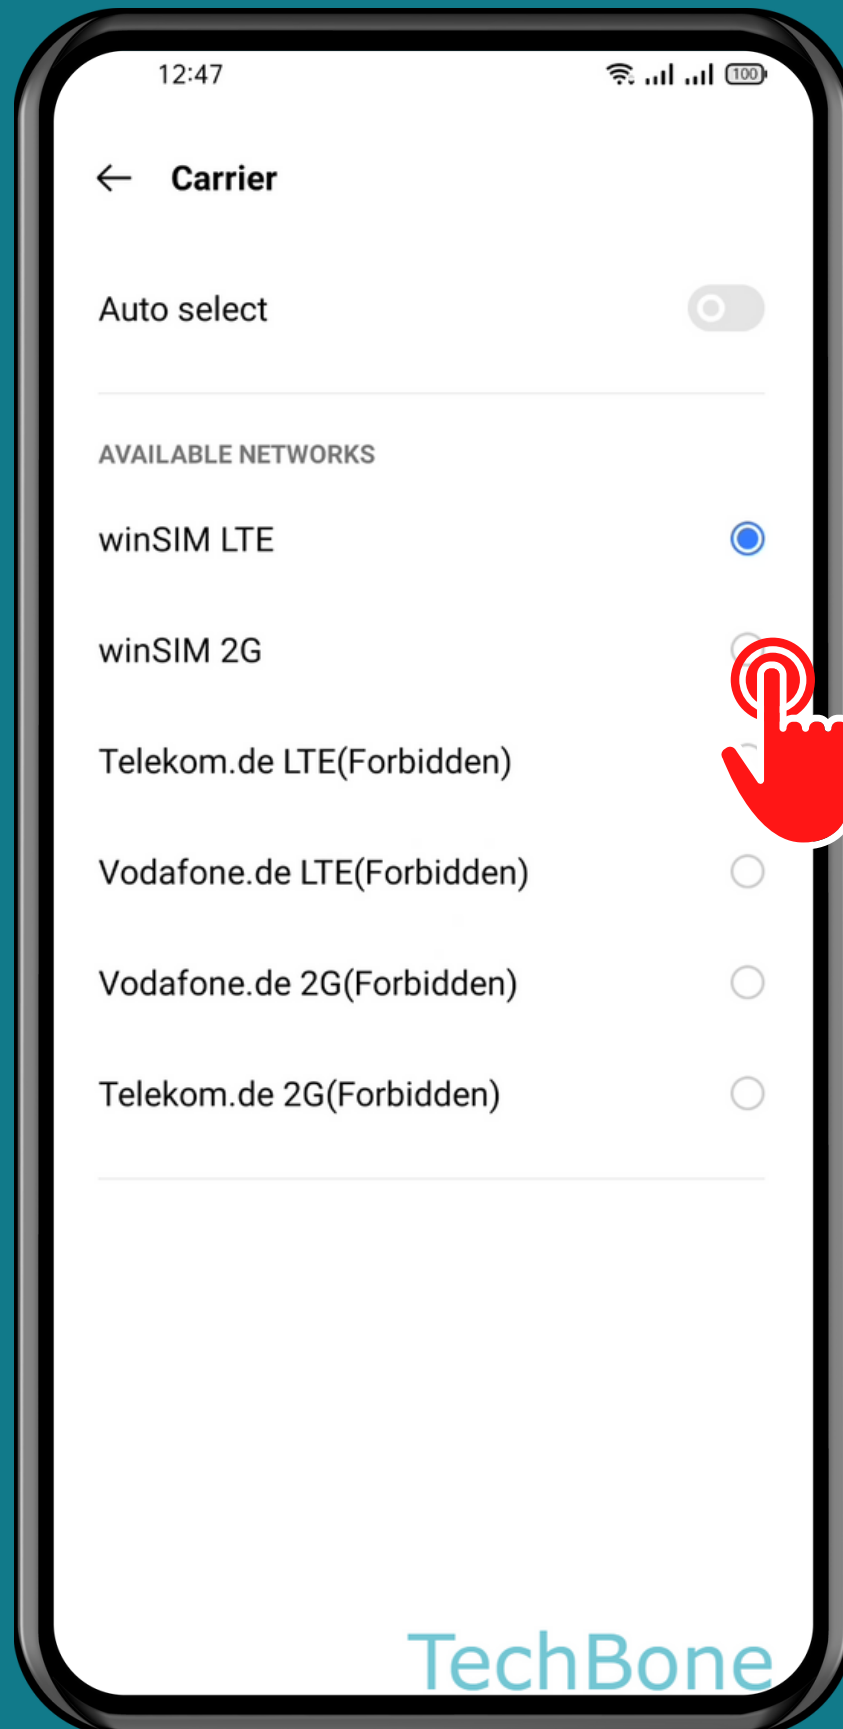 12:47
100
Carrier
Auto select
AVAILABLE NETWORKS
winSIM LTE
winSIM 2G
Telekom.de LTE(Forbidden)
Vodafone.de LTE(Forbidden)
Vodafone.de 2G(Forbidden)
Telekom.de 2G(Forbidden)
TechBone